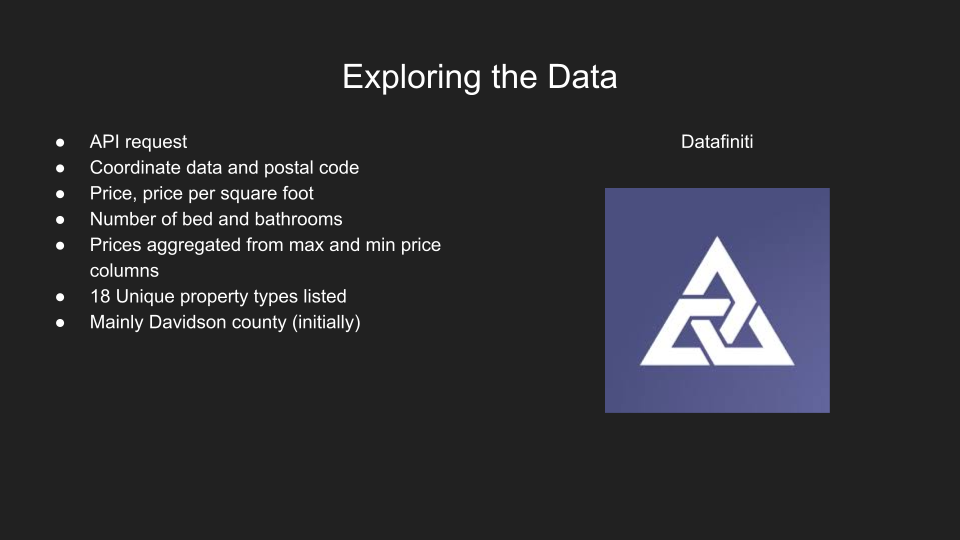 Exploring the Data
● API request
● Coordinate data and postal code
● Price, price per square foot
● Number of bed and bathrooms
● Prices aggregated from max and min price
columns
● 18 Unique property types listed
● Mainly Davidson county (initially)
Datafiniti